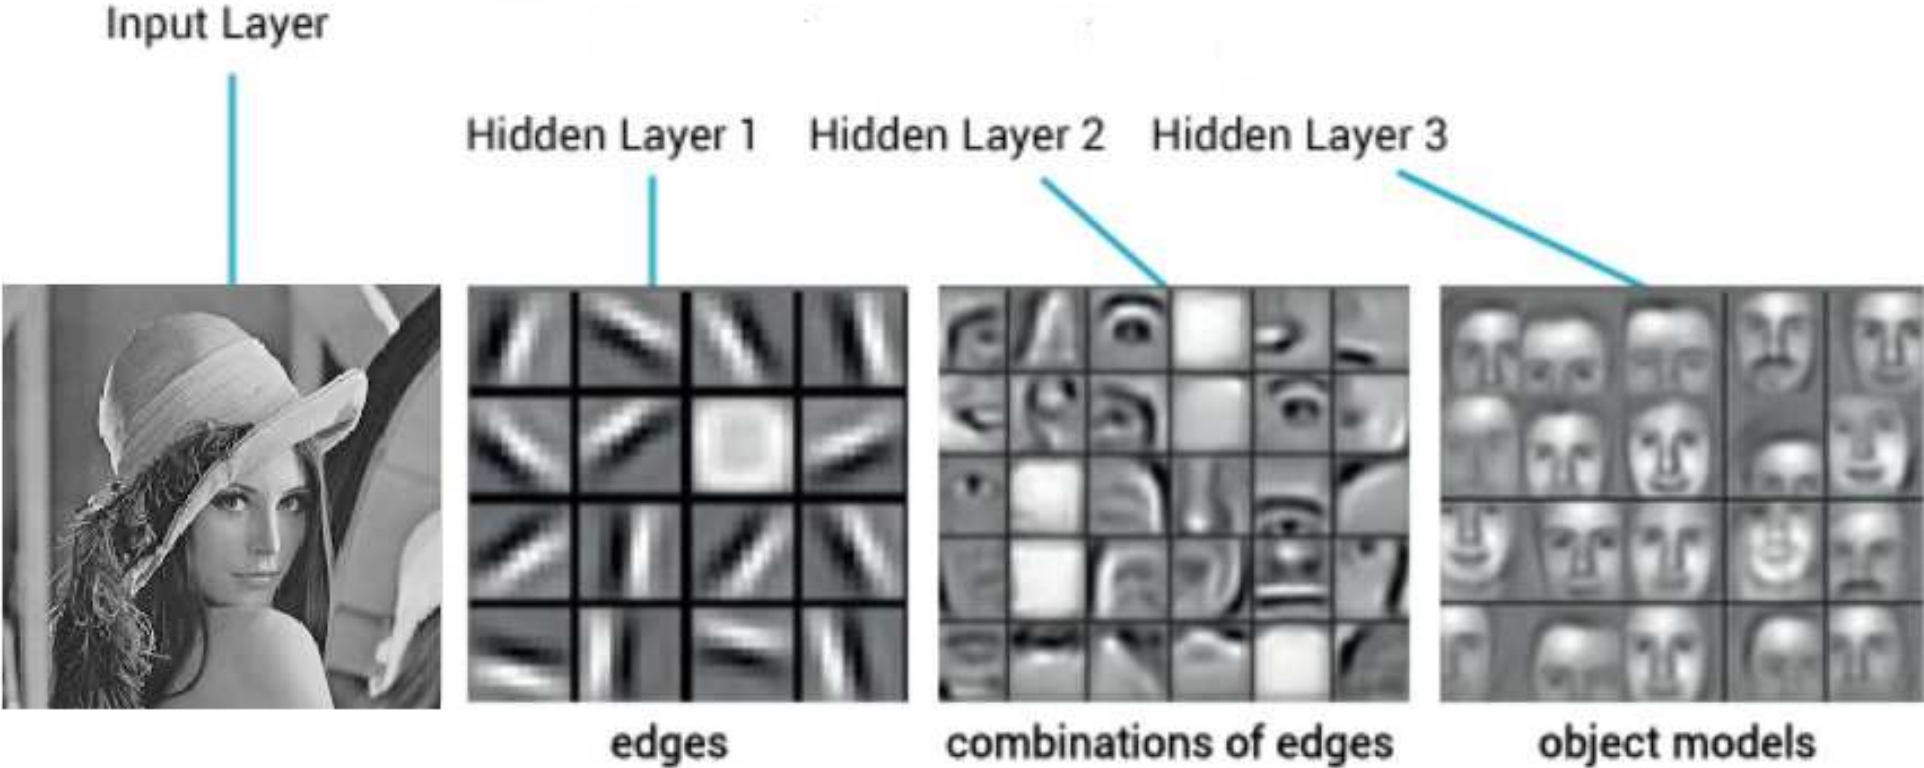 Input Layer
Hidden Layer 1
Hidden Layer 2
Hidden Layer 3
edges
combinations of edges
object models